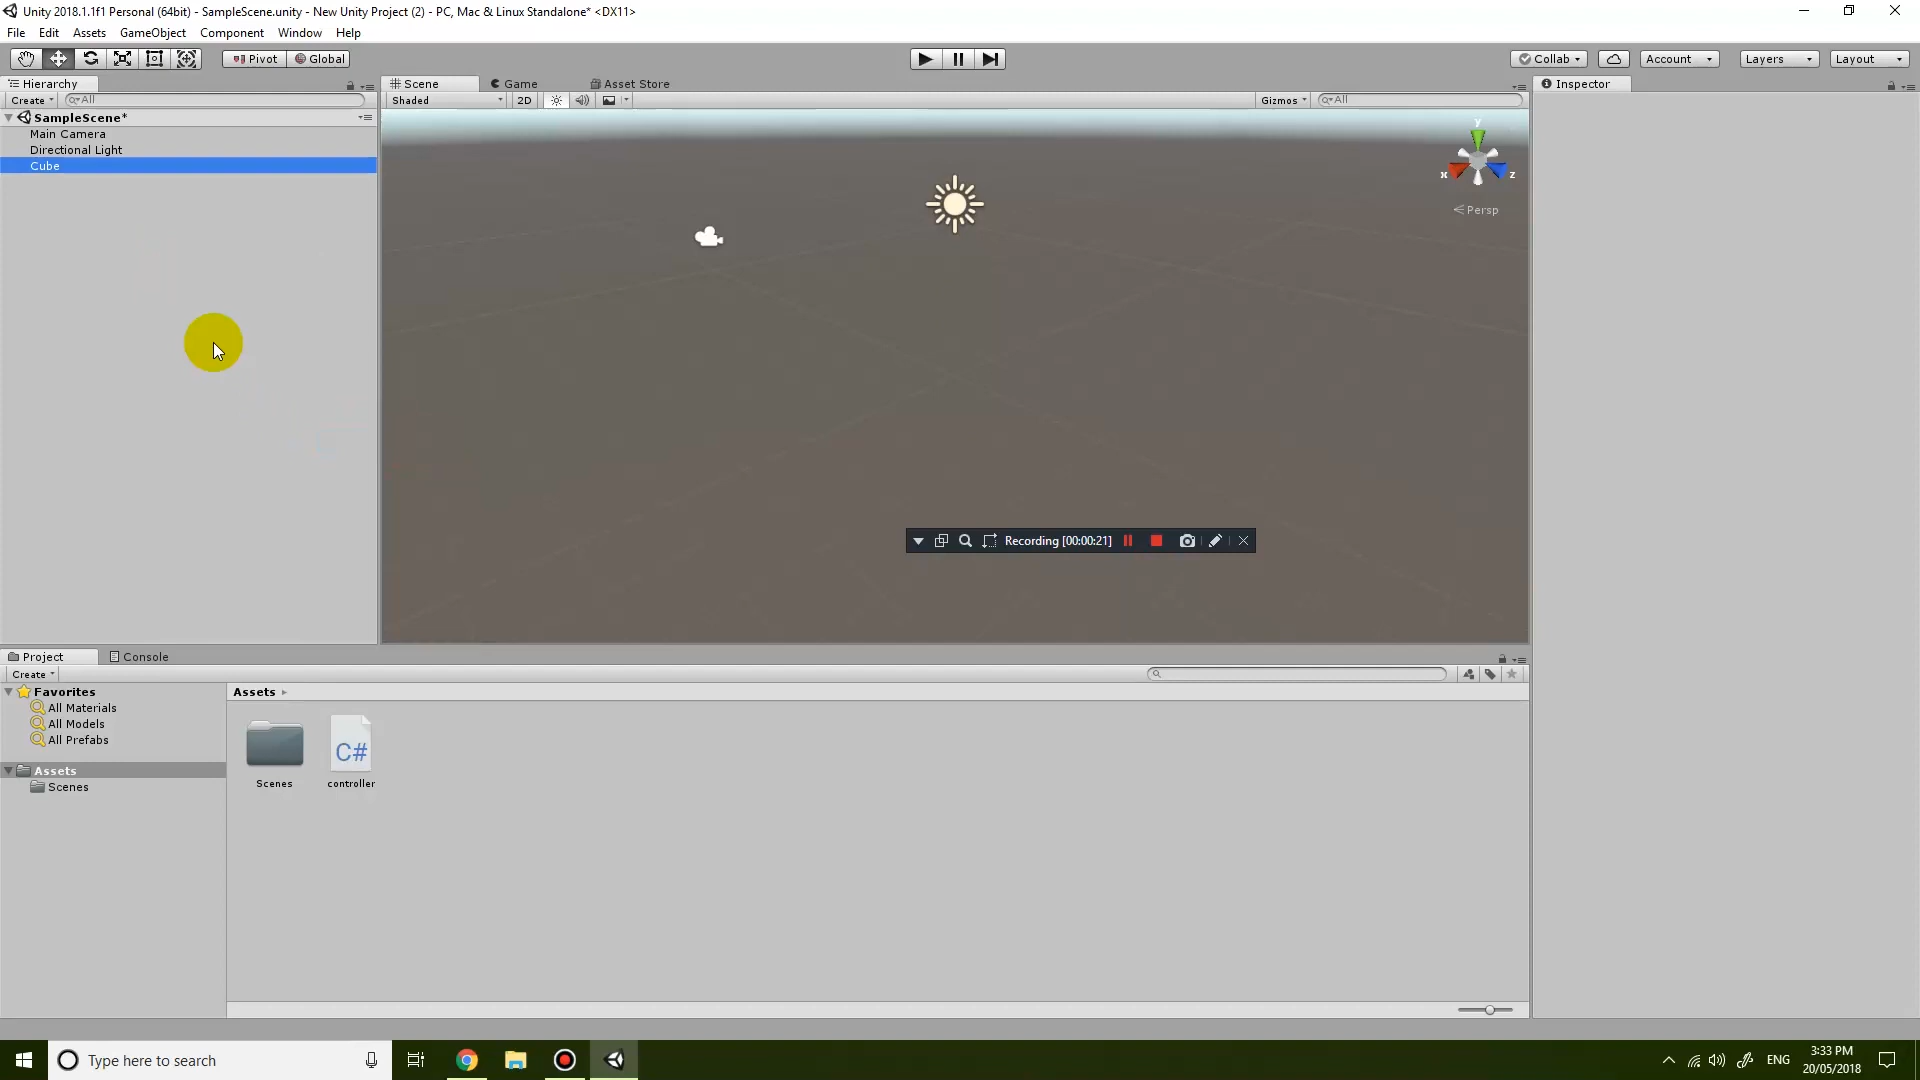 Unity 2018.1.1f1 Personal (64bit) - SampleScene.unity - New Unity Project (2) - PC, Mac & Linux Standalone* <DX11>
File Edit Assets GameObject Component Window Help
Pivot Global Collab Account Layers Layout
Hierarchy Scene Game Asset Store Inspector
Create All Shaded 2D Gizmos All
SampleScene*
Main Camera
Directional Light
Cube
y
x z
Persp
Recording [00:00:21]
Project Console
Create
Favorites Assets
All Materials
All Models
All Prefabs
C#
Assets
Scenes controller
Scenes
Type here to search
ENG
3:33 PM
20/05/2018